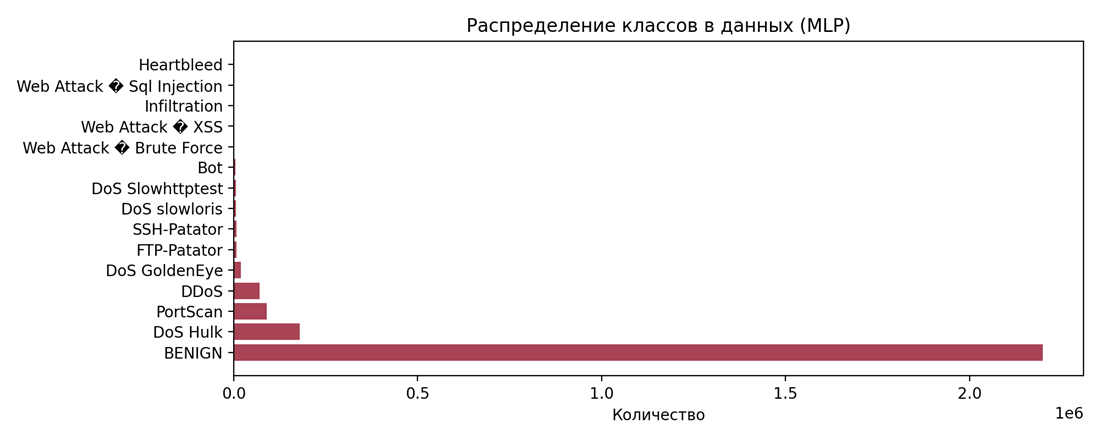 Распределение классов в данных (MLP)
Heartbleed
Web Attack � Sql Injection
Infiltration
Web Attack � XSS
Web Attack � Brute Force
Bot
DoS Slowhttptest
DoS slowloris
SSH-Patator
FTP-Patator
DoS GoldenEye
DDoS
PortScan
DoS Hulk
BENIGN
0.0 0.5 1.0 1.5 2.0
Количество
1e6